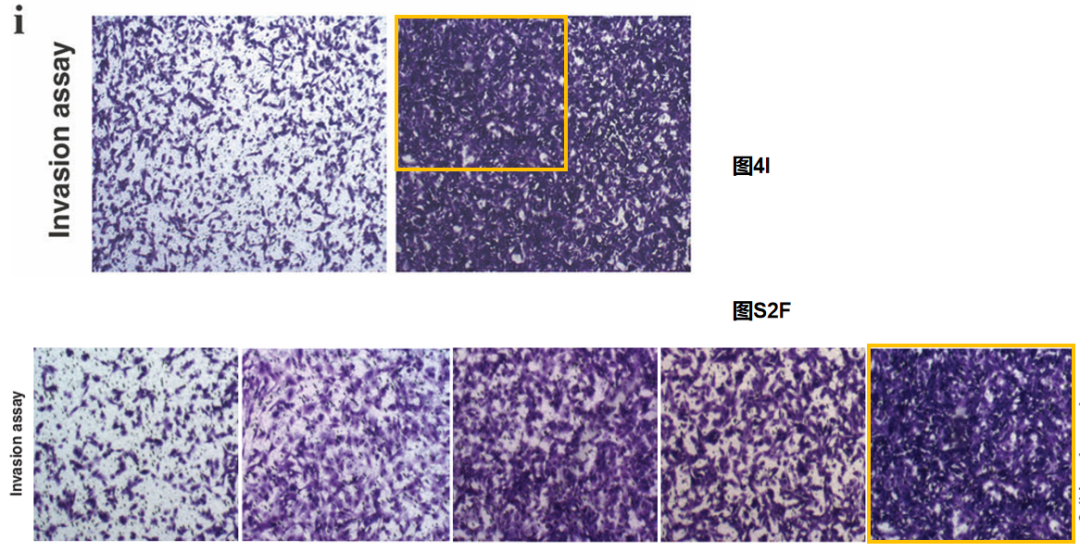 i
Invasion assay
图4I
图S2F
Invasion assay